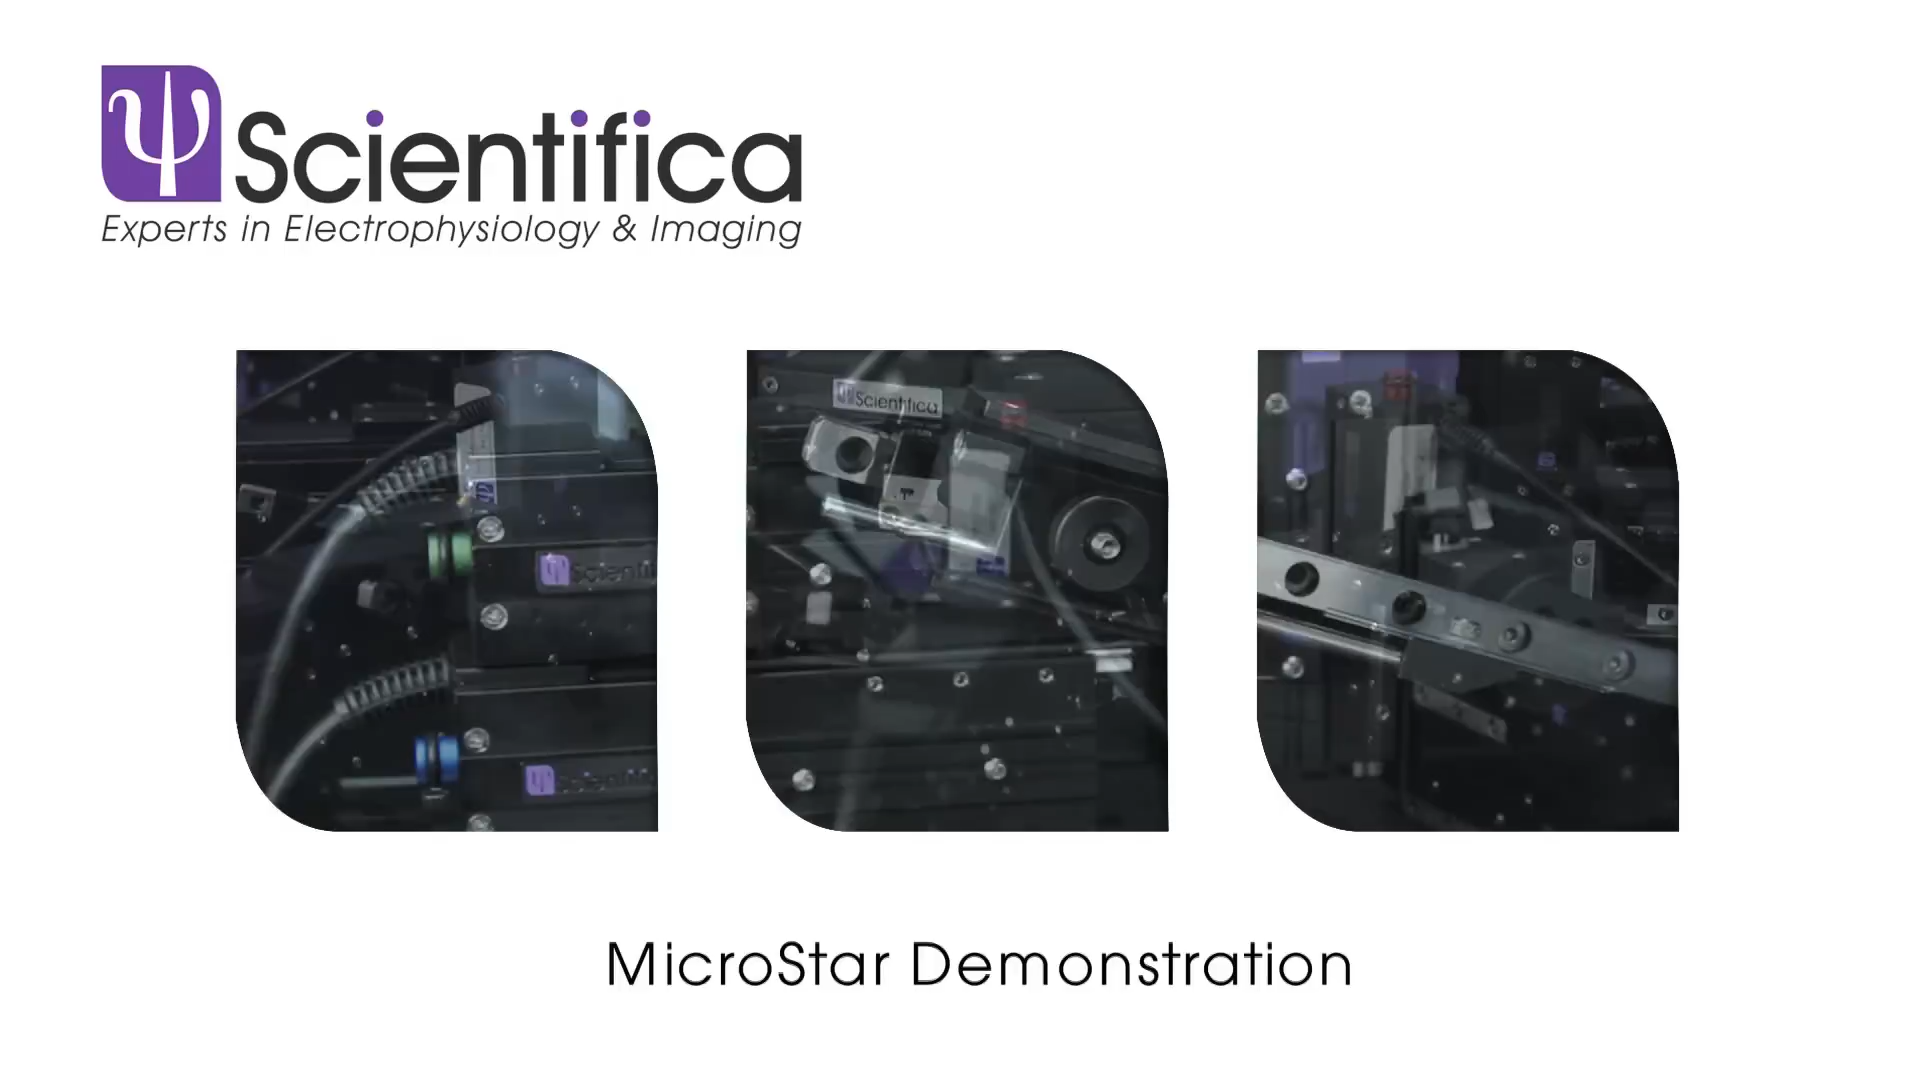 ψ Scientifica
Experts in Electrophysiology & Imaging
Scientifica
MicroStar Demonstration